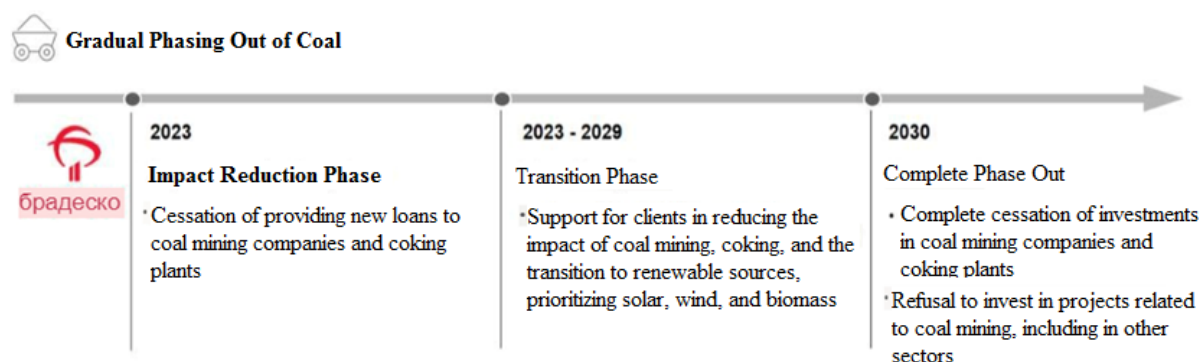 Gradual Phasing Out of Coal
брадеско
2023
Impact Reduction Phase
•Cessation of providing new loans to
coal mining companies and coking
plants
2023 - 2029
Transition Phase
•Support for clients in reducing the
impact of coal mining, coking, and the
transition to renewable sources,
prioritizing solar, wind, and biomass
2030
Complete Phase Out
• Complete cessation of investments
in coal mining companies and
coking plants
•Refusal to invest in projects related
to coal mining, including in other
sectors